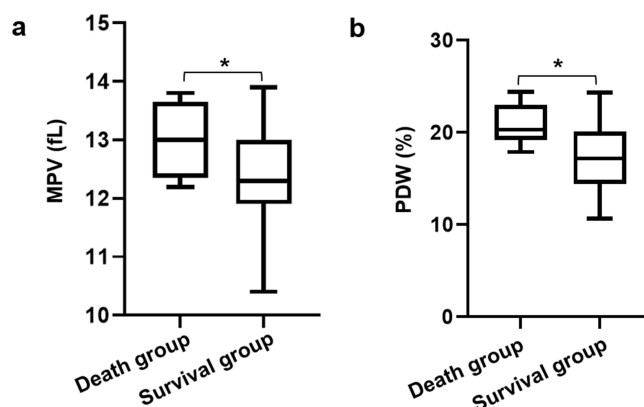 a
MPV (fL)
15
14
13
12
11
10
*
Death group
Survival group
b
PDW (%)
30
20
10
0
*
Death group
Survival group